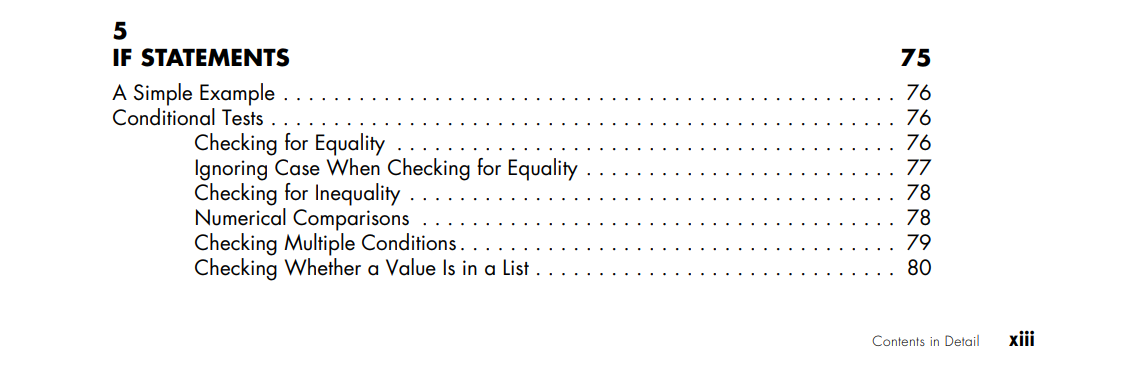 5
IF STATEMENTS 75
A Simple Example . . . . . . . . . . . . . . . . . . . . . . . . . . . . . . . . . . . . . . . . . . . . . . . . . 76
Conditional Tests . . . . . . . . . . . . . . . . . . . . . . . . . . . . . . . . . . . . . . . . . . . . . . . . . . 76
Checking for Equality . . . . . . . . . . . . . . . . . . . . . . . . . . . . . . . . . . . . . . . . 76
Ignoring Case When Checking for Equality . . . . . . . . . . . . . . . . . . . . . . . . . 77
Checking for Inequality . . . . . . . . . . . . . . . . . . . . . . . . . . . . . . . . . . . . . . . 78
Numerical Comparisons . . . . . . . . . . . . . . . . . . . . . . . . . . . . . . . . . . . . . . 78
Checking Multiple Conditions . . . . . . . . . . . . . . . . . . . . . . . . . . . . . . . . . . . 79
Checking Whether a Value Is in a List . . . . . . . . . . . . . . . . . . . . . . . . . . . . . 80
Contents in Detail xiii